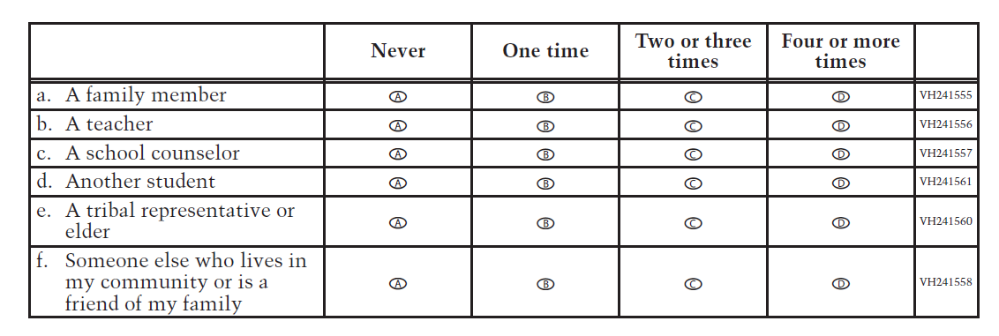 Never One time Two or three times Four or more times
a. A family member Ⓐ Ⓑ Ⓒ Ⓓ VH241555
b. A teacher Ⓐ Ⓑ Ⓒ Ⓓ VH241556
c. A school counselor Ⓐ Ⓑ Ⓒ Ⓓ VH241557
d. Another student Ⓐ Ⓑ Ⓒ Ⓓ VH241561
e. A tribal representative or
elder Ⓐ Ⓑ Ⓒ Ⓓ VH241560
f. Someone else who lives in
my community or is a Ⓐ Ⓑ Ⓒ Ⓓ VH241558
friend of my family